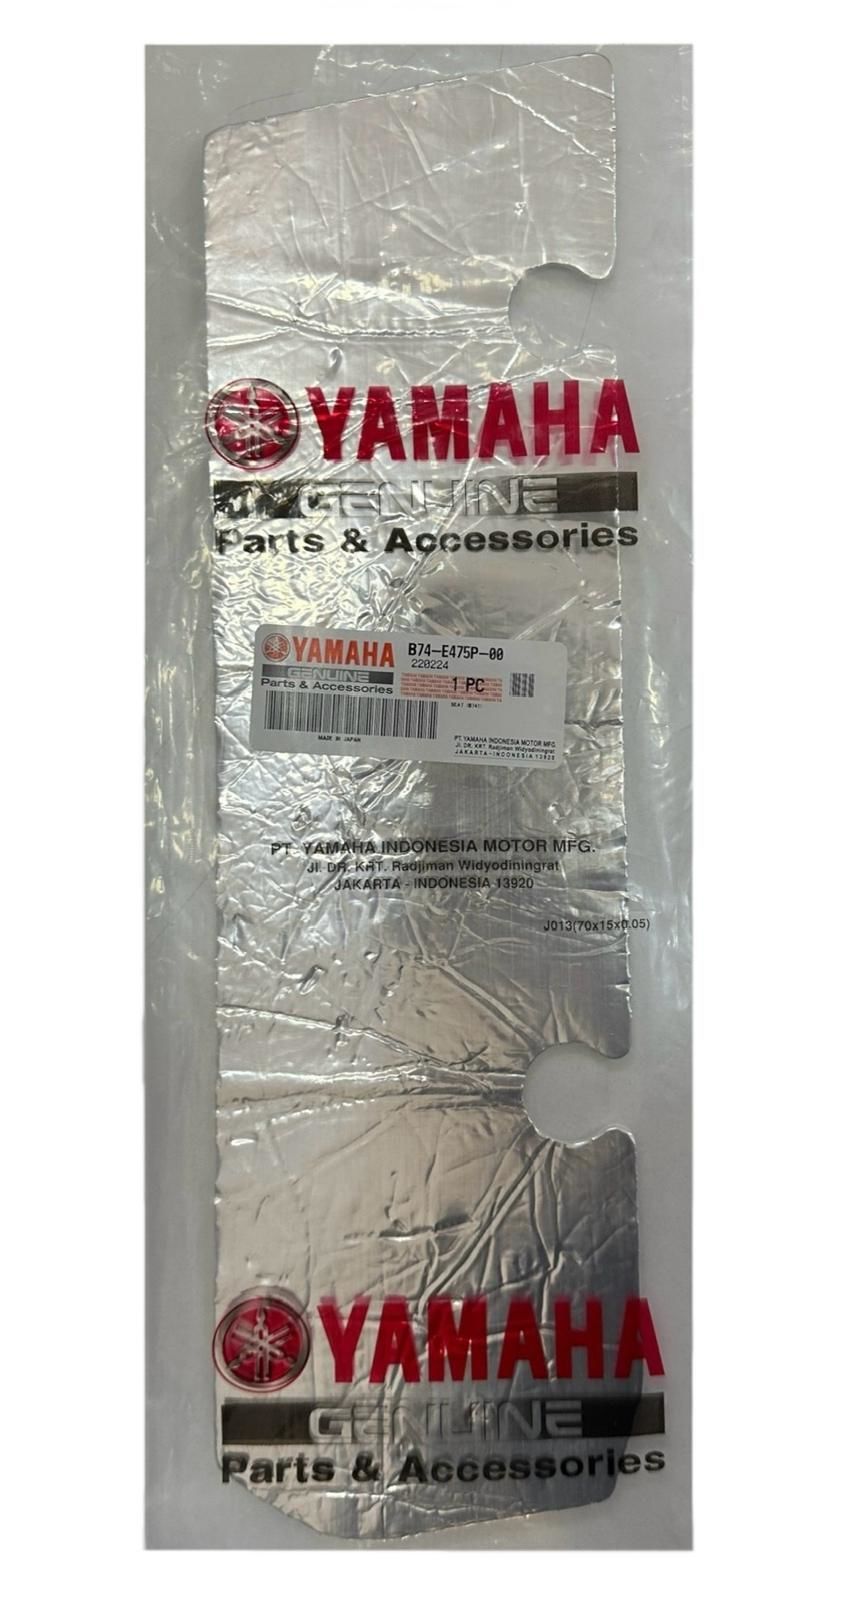 YAMAHA
GENUINE
Parts & Accessories
YAMAHA B74-E475P-00
220224
GENUINE
Parts & Accessories
1 PC
SEAT (B741)
MADE IN JAPAN
PT.YAMAHA INDONESIA MOTOR MFG.
Jl. DR. KRT. Radjiman Widyodiningrat
JAKARTA-INDONESIA 13920
PT. YAMAHA INDONESIA MOTOR MFG.
Jl. DR. KRT. Radjiman Widyodiningrat
JAKARTA - INDONESIA 13920
J013(70x15x0.05)
YAMAHA
GENUINE
Parts & Accessories